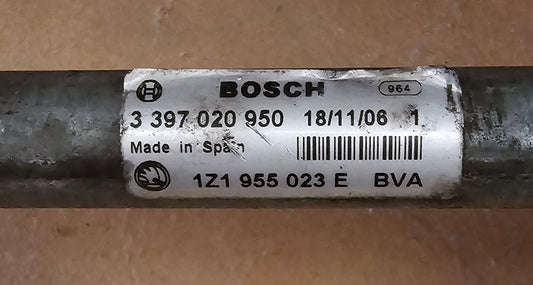 BOSCH 964
3 397 020 950 18/11/06 1
Made in Spain
1Z1 955 023 E BVA